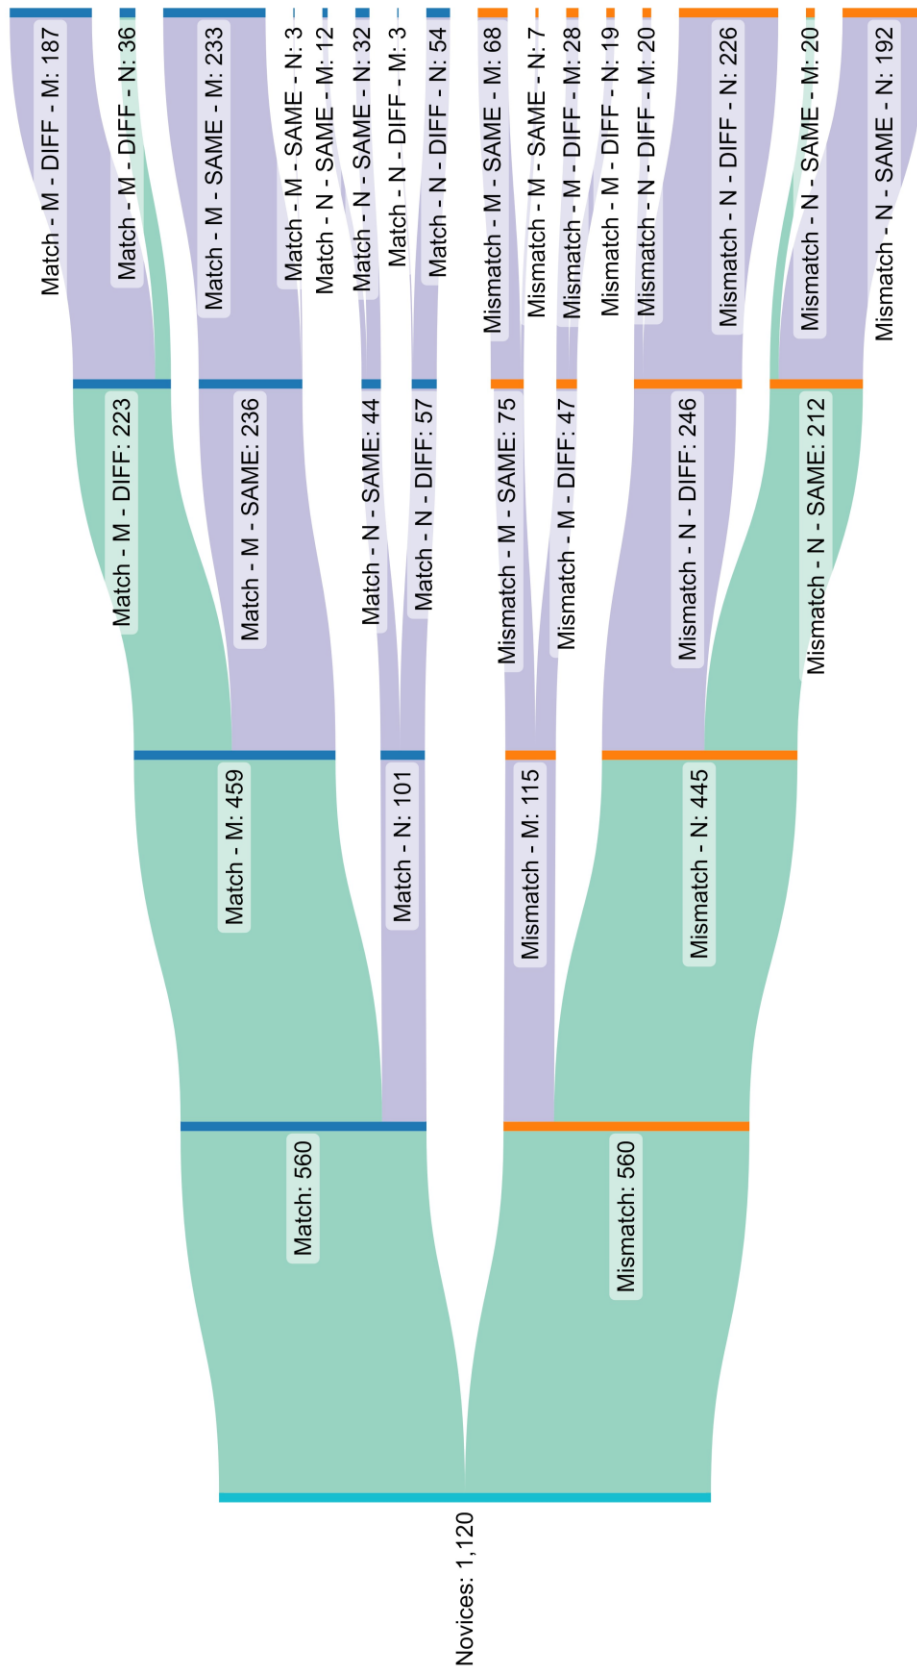 Novices: 1,120
Match: 560
Mismatch: 560
Match - M: 459
Match - N: 101
Mismatch - M: 115
Mismatch - N: 445
Match - M - DIFF: 223
Match - M - SAME: 236
Match - N - SAME: 44
Match - N - DIFF: 57
Mismatch - M - SAME: 75
Mismatch - M - DIFF: 47
Mismatch - N - DIFF: 246
Mismatch - N - SAME: 212
Match - M - DIFF - M: 187
Match - M - DIFF - N: 36
Match - M - SAME - M: 233
Match - M - SAME - N: 3
Match - N - SAME - M: 12
Match - N - SAME - N: 32
Match - N - DIFF - M: 3
Match - N - DIFF - N: 54
Mismatch - M - SAME - M: 68
Mismatch - M - SAME - N: 7
Mismatch - M - DIFF - M: 28
Mismatch - M - DIFF - N: 19
Mismatch - N - DIFF - M: 20
Mismatch - N - DIFF - N: 226
Mismatch - N - SAME - M: 20
Mismatch - N - SAME - N: 192